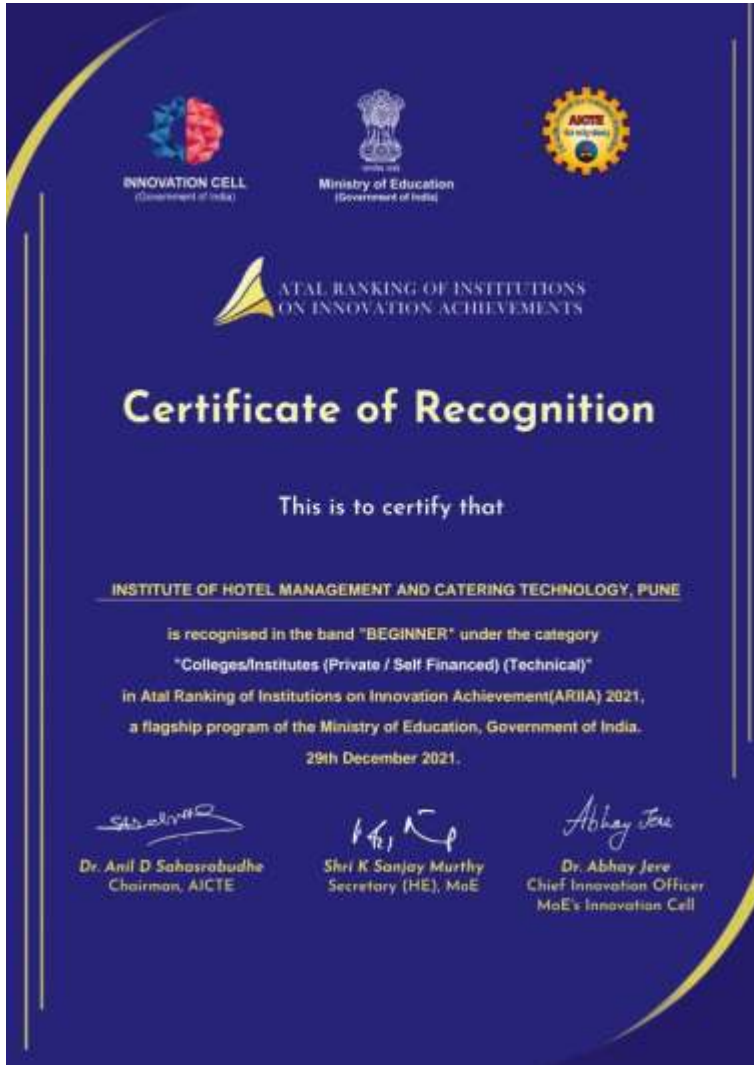 INNOVATION CELL
(Government of India)
Ministry of Education
(Government of India)
AICTE
ATAL RANKING OF INSTITUTIONS
ON INNOVATION ACHIEVEMENTS
Certificate of Recognition
This is to certify that
INSTITUTE OF HOTEL MANAGEMENT AND CATERING TECHNOLOGY, PUNE
is recognised in the band "BEGINNER" under the category
"Colleges/Institutes (Private / Self Financed) (Technical)"
in Atal Ranking of Institutions on Innovation Achievement(ARIIA) 2021,
a flagship program of the Ministry of Education, Government of India.
29th December 2021.
Abhay Jere
Dr. Anil D Sahasrabudhe
Chairman, AICTE
Shri K Sanjay Murthy
Secretary (HE), MoE
Dr. Abhay Jere
Chief Innovation Officer
MoE's Innovation Cell